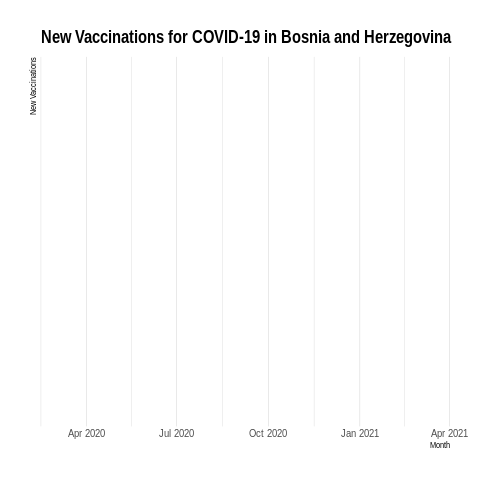 New Vaccinations for COVID-19 in Bosnia and Herzegovina
New Vaccinations
Apr 2020
Jul 2020
Oct 2020
Jan 2021
Apr 2021
Month